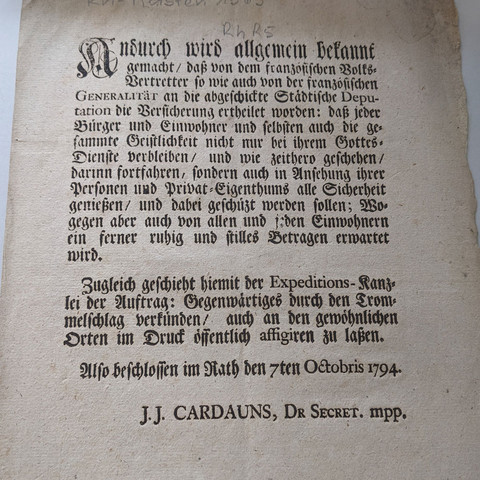 RhRS
Andurch wird allgemein bekannt
gemacht/ daß von dem französischen Volks-
Vertretter so wie auch von der französischen
GENERALITÄT an die abgeschickte Städtische Depu-
tation die Versicherung ertheilet worden: daß jeder
Bürger und Einwohner und selbsten auch die ge-
sammte Geistlichkeit nicht nur bei ihrem Gottes-
Dienste verbleiben/ und wie zeithero geschehen/
darinn fortfahren/ sondern auch in Ansehung ihrer
Personen und Privat-Eigenthums alle Sicherheit
genießen/ und dabei geschüzt werden sollen; Wo-
gegen aber auch von allen und jeden Einwohnern
ein ferner ruhig und stilles Betragen erwartet
wird.
Zugleich geschieht hiemit der Expeditions-Kanz-
lei der Auftrag: Gegenwärtiges durch den Trom-
melschlag verkünden/ auch an den gewöhnlichen
Orten im Druck öffentlich affigiren zu laßen.
Also beschlossen im Rath den 7ten Octobris 1794.
J. J. CARDAUNS, DR SECRET. mpp.